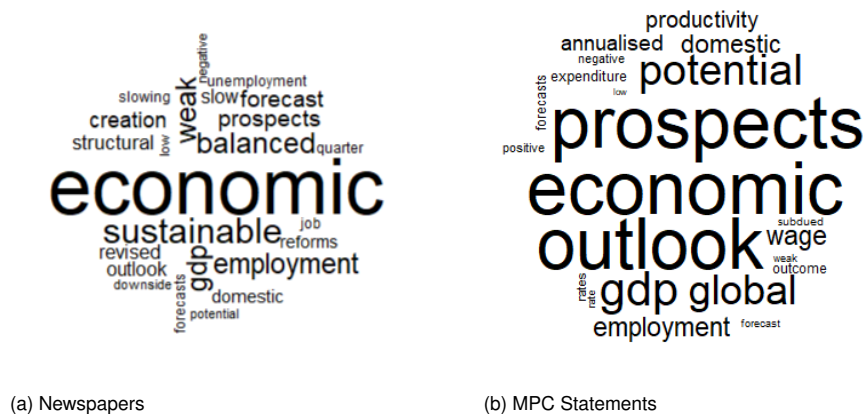 negative
unemployment
slowing
weak
slow forecast
creation
prospects
structural
low
balanced
quarter
economic
sustainable
job
reforms
revised
gdp
employment
outlook
downside
forecasts
domestic
potential
(a) Newspapers
productivity
annualised
domestic
negative
expenditure
potential
low
forecasts
prospects
positive
economic
outlook
subdued
wage
weak
outcome
rates
rate
gdp global
employment
forecast
(b) MPC Statements